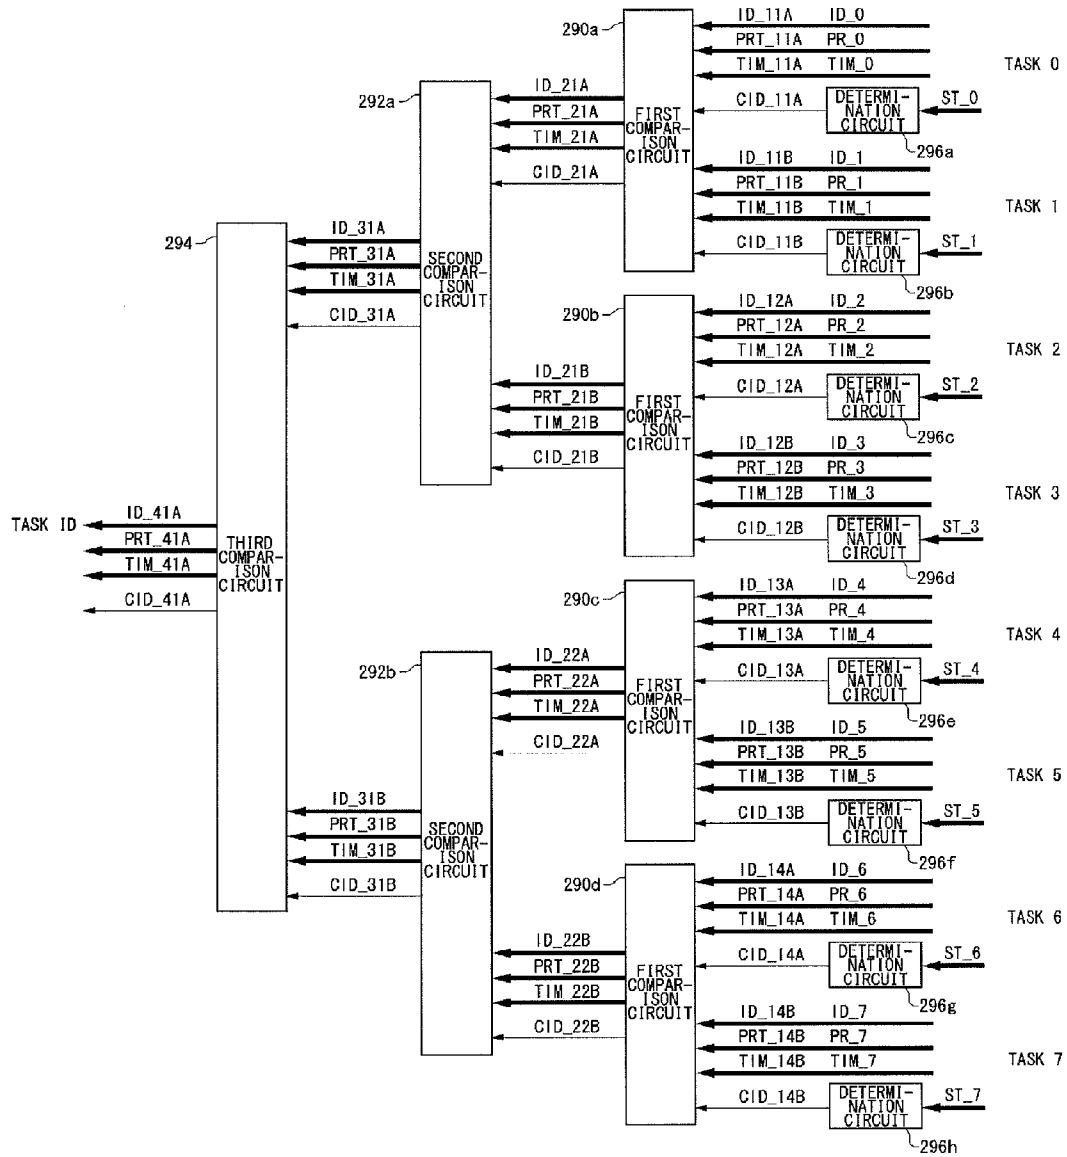 290a
ID_11A ID_0
PRT_11A PR_0
TIM_11A TIM_0
TASK 0
CID_11A
DETERMI-
NATION
CIRCUIT
ST_0
296a
ID_11B ID_1
PRT_11B PR_1
TIM_11B TIM_1
TASK 1
CID_11B
DETERMI-
NATION
CIRCUIT
ST_1
296b
FIRST
COMPAR-
ISON
CIRCUIT
292a
ID_21A
PRT_21A
TIM_21A
CID_21A
SECOND
COMPAR-
ISON
CIRCUIT
294
ID_31A
PRT_31A
TIM_31A
CID_31A
290b
ID_12A ID_2
PRT_12A PR_2
TIM_12A TIM_2
TASK 2
CID_12A
DETERMI-
NATION
CIRCUIT
ST_2
296c
ID_21B
PRT_21B
TIM_21B
CID_21B
FIRST
COMPAR-
ISON
CIRCUIT
ID_12B ID_3
PRT_12B PR_3
TIM_12B TIM_3
TASK 3
CID_12B
DETERMI-
NATION
CIRCUIT
ST_3
296d
TASK ID
ID_41A
PRT_41A
TIM_41A
CID_41A
THIRD
COMPAR-
ISON
CIRCUIT
290c
ID_13A ID_4
PRT_13A PR_4
TIM_13A TIM_4
TASK 4
CID_13A
DETERMI-
NATION
CIRCUIT
ST_4
296e
292b
ID_22A
PRT_22A
TIM_22A
CID_22A
FIRST
COMPAR-
ISON
CIRCUIT
ID_13B ID_5
PRT_13B PR_5
TIM_13B TIM_5
TASK 5
CID_13B
DETERMI-
NATION
CIRCUIT
ST_5
296f
ID_31B
PRT_31B
TIM_31B
CID_31B
SECOND
COMPAR-
ISON
CIRCUIT
290d
ID_14A ID_6
PRT_14A PR_6
TIM_14A TIM_6
TASK 6
CID_14A
DETERMI-
NATION
CIRCUIT
ST_6
296g
ID_22B
PRT_22B
TIM_22B
CID_22B
FIRST
COMPAR-
ISON
CIRCUIT
ID_14B ID_7
PRT_14B PR_7
TIM_14B TIM_7
TASK 7
CID_14B
DETERMI-
NATION
CIRCUIT
ST_7
296h